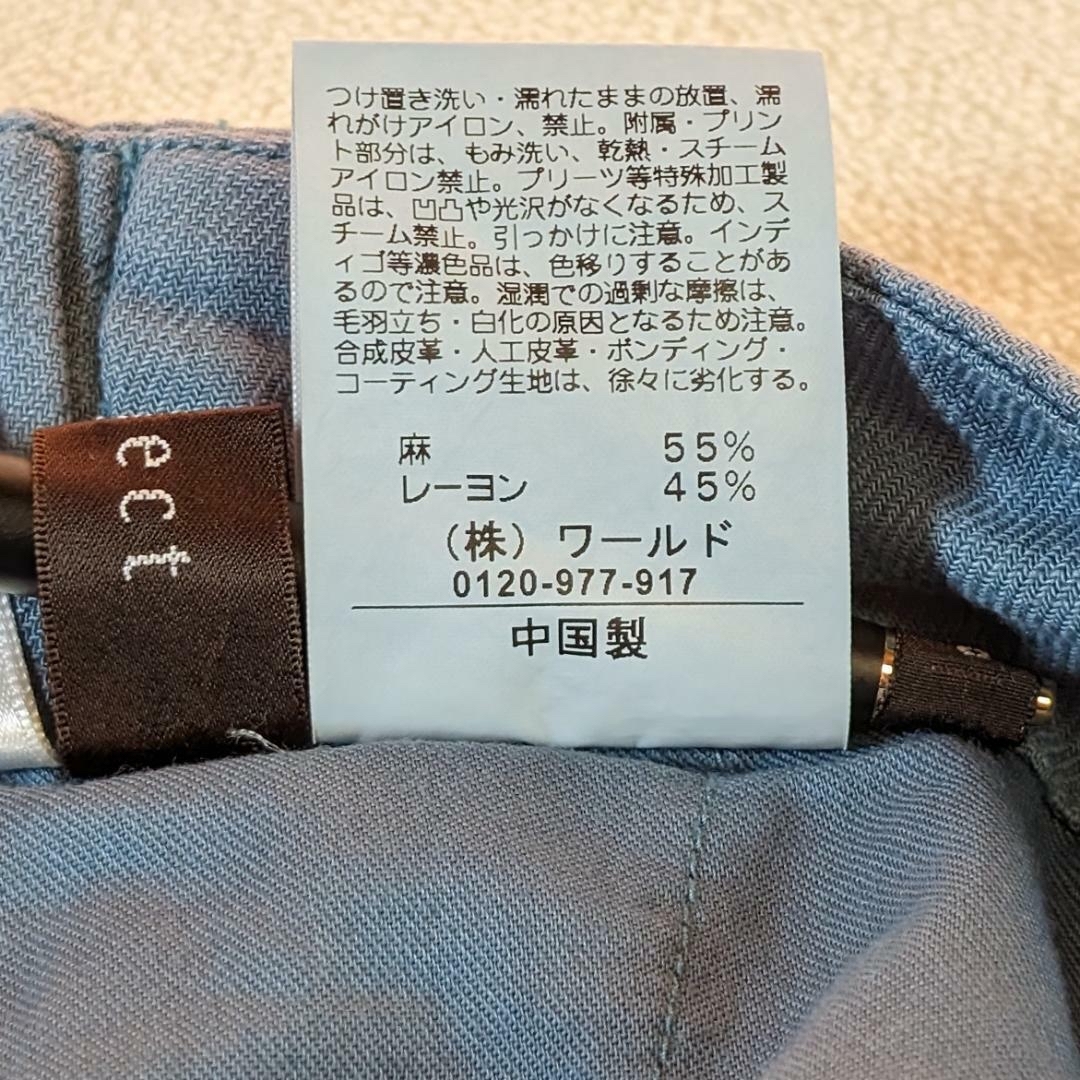 つけ置き洗い・濡れたままの放置、濡
れがけアイロン、禁止。附属・プリン
ト部分は、もみ洗い、乾熱・スチーム
アイロン禁止。プリーツ等特殊加工製
品は、凹凸や光沢がなくなるため、ス
チーム禁止。引っかけに注意。インデ
ィゴ等濃色品は、色移りすることがあ
るので注意。湿潤での過剰な摩擦は、
毛羽立ち・白化の原因となるため注意。
合成皮革・人工皮革・ボンディング・
コーティング生地は、徐々に劣化する。
麻 55%
レーヨン 45%
(株)ワールド
0120-977-917
中国製
ect